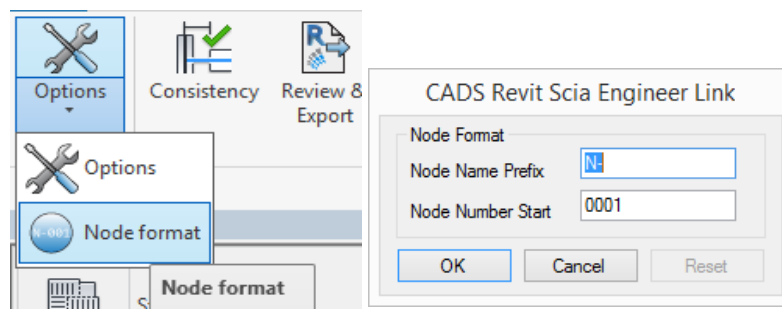 Options
Consistency
Review &
Export
Options
N-001
Node format
S
Node format
CADS Revit Scia Engineer Link
Node Format
Node Name Prefix
N-
Node Number Start
0001
OK
Cancel
Reset